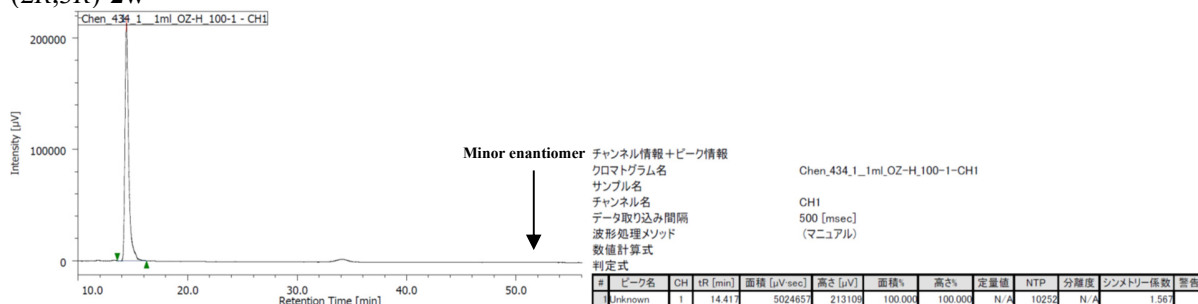 Chen_434_1__1ml_OZ-H_100-1 - CH1
200000
100000
0
Intensity [μV]
10.0 20.0 30.0 40.0 50.0
Retention Time [min]
Minor enantiomer
チャンネル情報+ピーク情報
クロマトグラム名 Chen_434_1__1ml_OZ-H_100-1-CH1
サンプル名
チャンネル名 CH1
データ取り込み間隔 500 [msec]
波形処理メソッド (マニュアル)
数値計算式
判定式
# ピーク名 CH tR [min] 面積 [μV·sec] 高さ [μV] 面積% 高さ% 定量値 NTP 分離度 シンメトリー係数 警告
1 Unknown 1 14.417 5024657 213109 100.000 100.000 N/A 10252 N/A 1.567